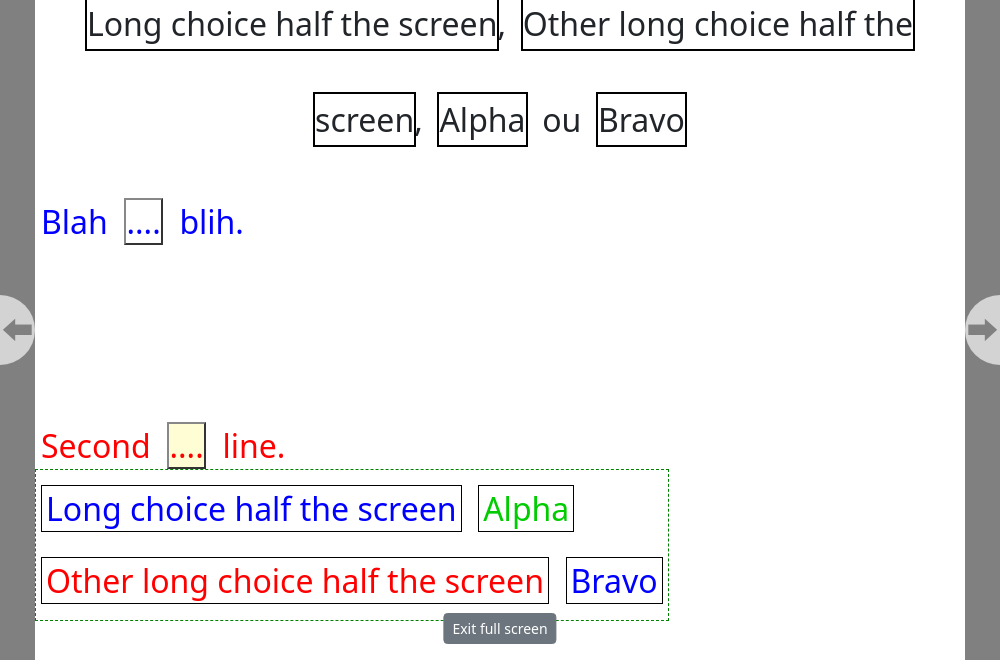 Long choice half the screen, Other long choice half the
screen, Alpha ou Bravo
Blah .... blih.
Second .... line.
Long choice half the screen Alpha
Other long choice half the screen Bravo
Exit full screen